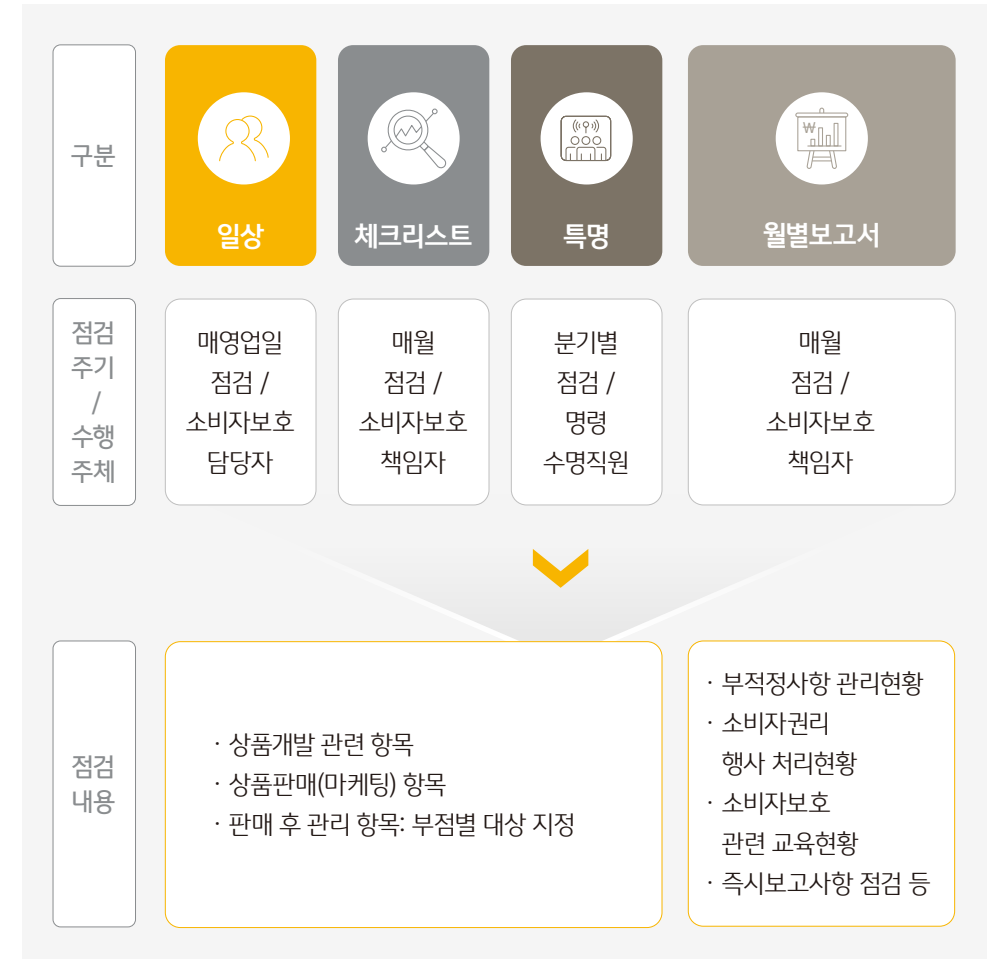 구분
일상
체크리스트
특명
월별보고서
점검
주기
/
수행
주체
매영업일
점검 /
소비자보호
담당자
매월
점검 /
소비자보호
책임자
분기별
점검 /
명령
수명직원
매월
점검 /
소비자보호
책임자
점검
내용
· 상품개발 관련 항목
· 상품판매(마케팅) 항목
· 판매 후 관리 항목: 부점별 대상 지정
· 부적정사항 관리현황
· 소비자권리
행사 처리현황
· 소비자보호
관련 교육현황
· 즉시보고사항 점검 등